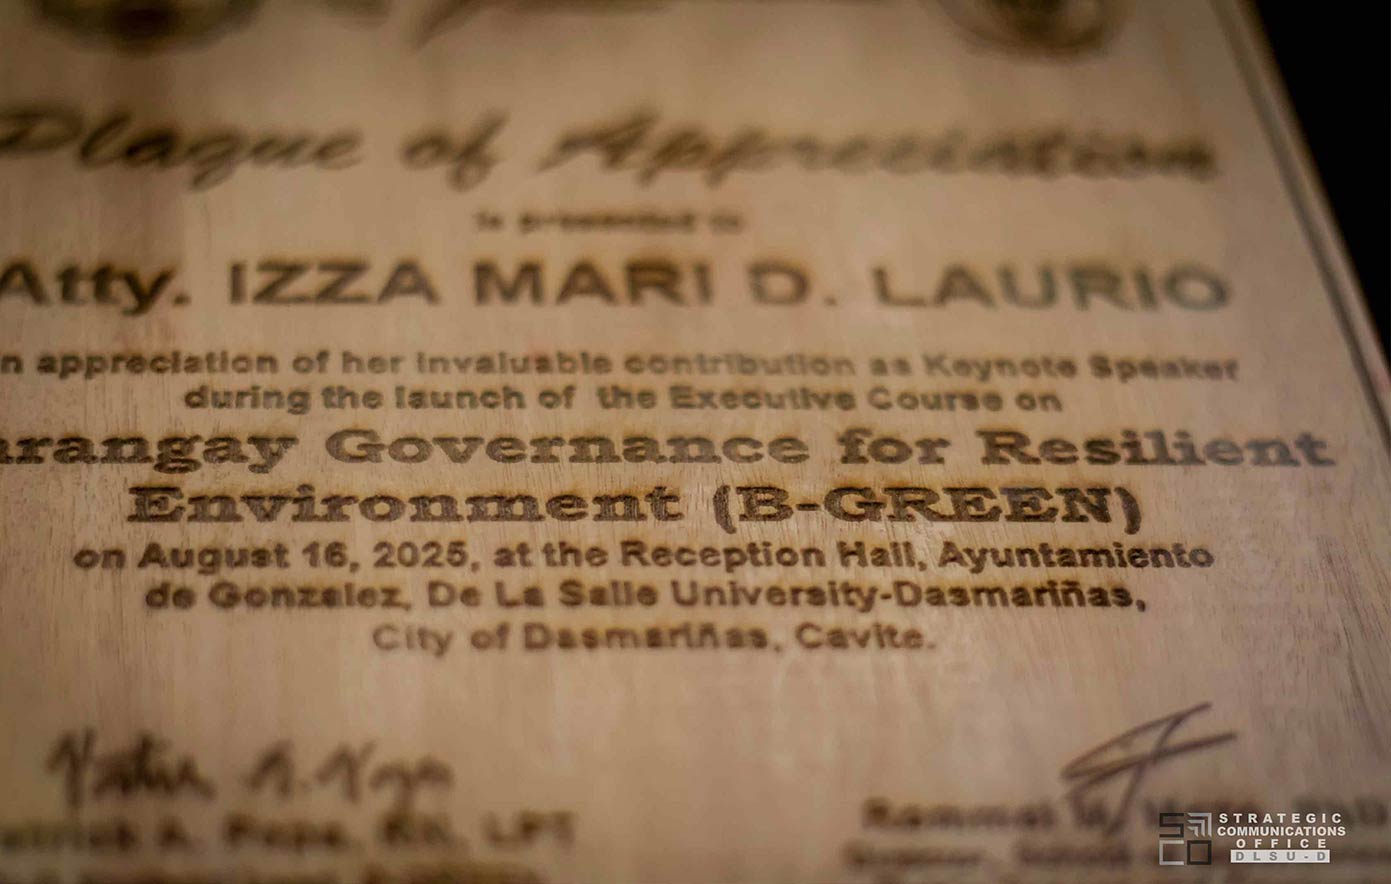 Plaque of Appreciation
is presented to
Atty. IZZA MARI D. LAURIO
n appreciation of her invaluable contribution as Keynote Speaker
during the launch of the Executive Course on
arangay Governance for Resilient
Environment (B-GREEN)
on August 16, 2025, at the Reception Hall, Ayuntamiento
de Gonzalez, De La Salle University-Dasmariñas,
City of Dasmariñas, Cavite.
LPT
STRATEGIC
COMMUNICATIONS
OFFICE
DLSU-D